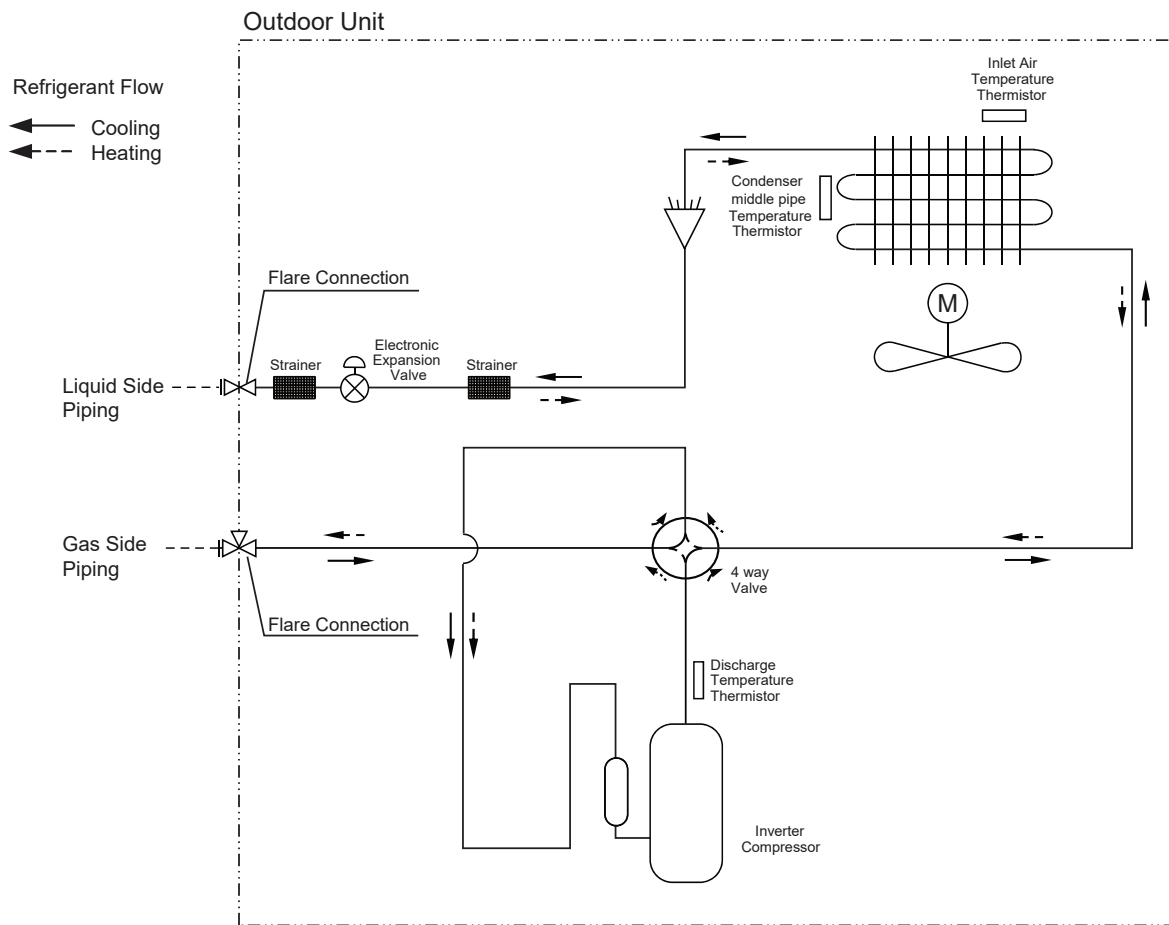 Outdoor Unit
Refrigerant Flow
Cooling
Heating
Inlet Air
Temperature
Thermistor
Condenser
middle pipe
Temperature
Thermistor
M
Flare Connection
Strainer
Electronic
Expansion
Valve
Strainer
Liquid Side
Piping
Gas Side
Piping
4 way
Valve
Flare Connection
Discharge
Temperature
Thermistor
Inverter
Compressor